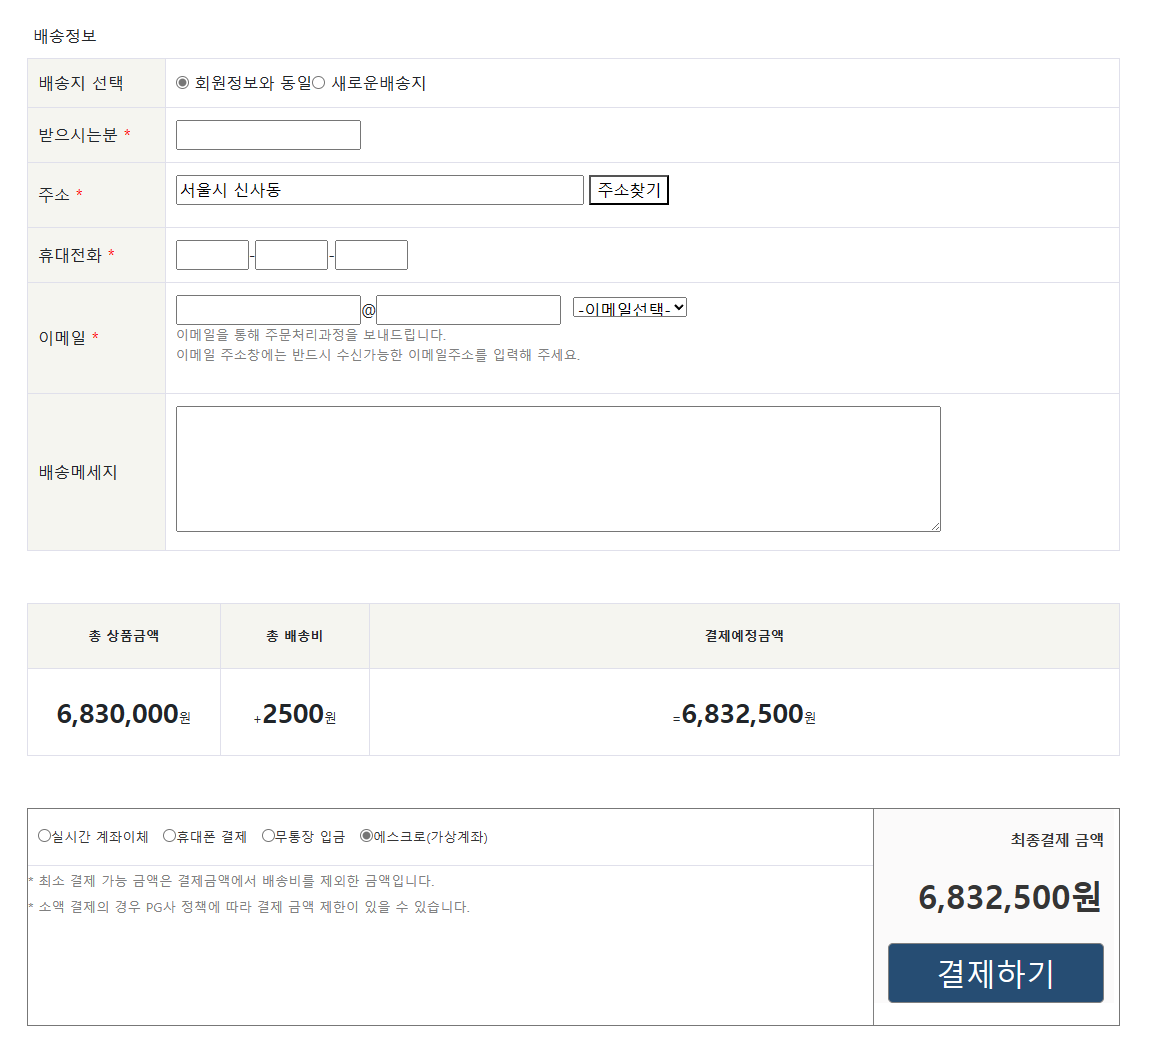 배송정보
배송지 선택
회원정보와 동일 새로운배송지
받으시는분 *
주소 *
서울시 신사동 주소찾기
휴대전화 *
- -
이메일 *
@ -이메일선택-
이메일을 통해 주문처리과정을 보내드립니다.
이메일 주소창에는 반드시 수신가능한 이메일주소를 입력해 주세요.
배송메세지
총 상품금액 총 배송비 결제예정금액
6,830,000원 +2500원 =6,832,500원
실시간 계좌이체 휴대폰 결제 무통장 입금 에스크로(가상계좌)
* 최소 결제 가능 금액은 결제금액에서 배송비를 제외한 금액입니다.
* 소액 결제의 경우 PG사 정책에 따라 결제 금액 제한이 있을 수 있습니다.
최종결제 금액
6,832,500원
결제하기